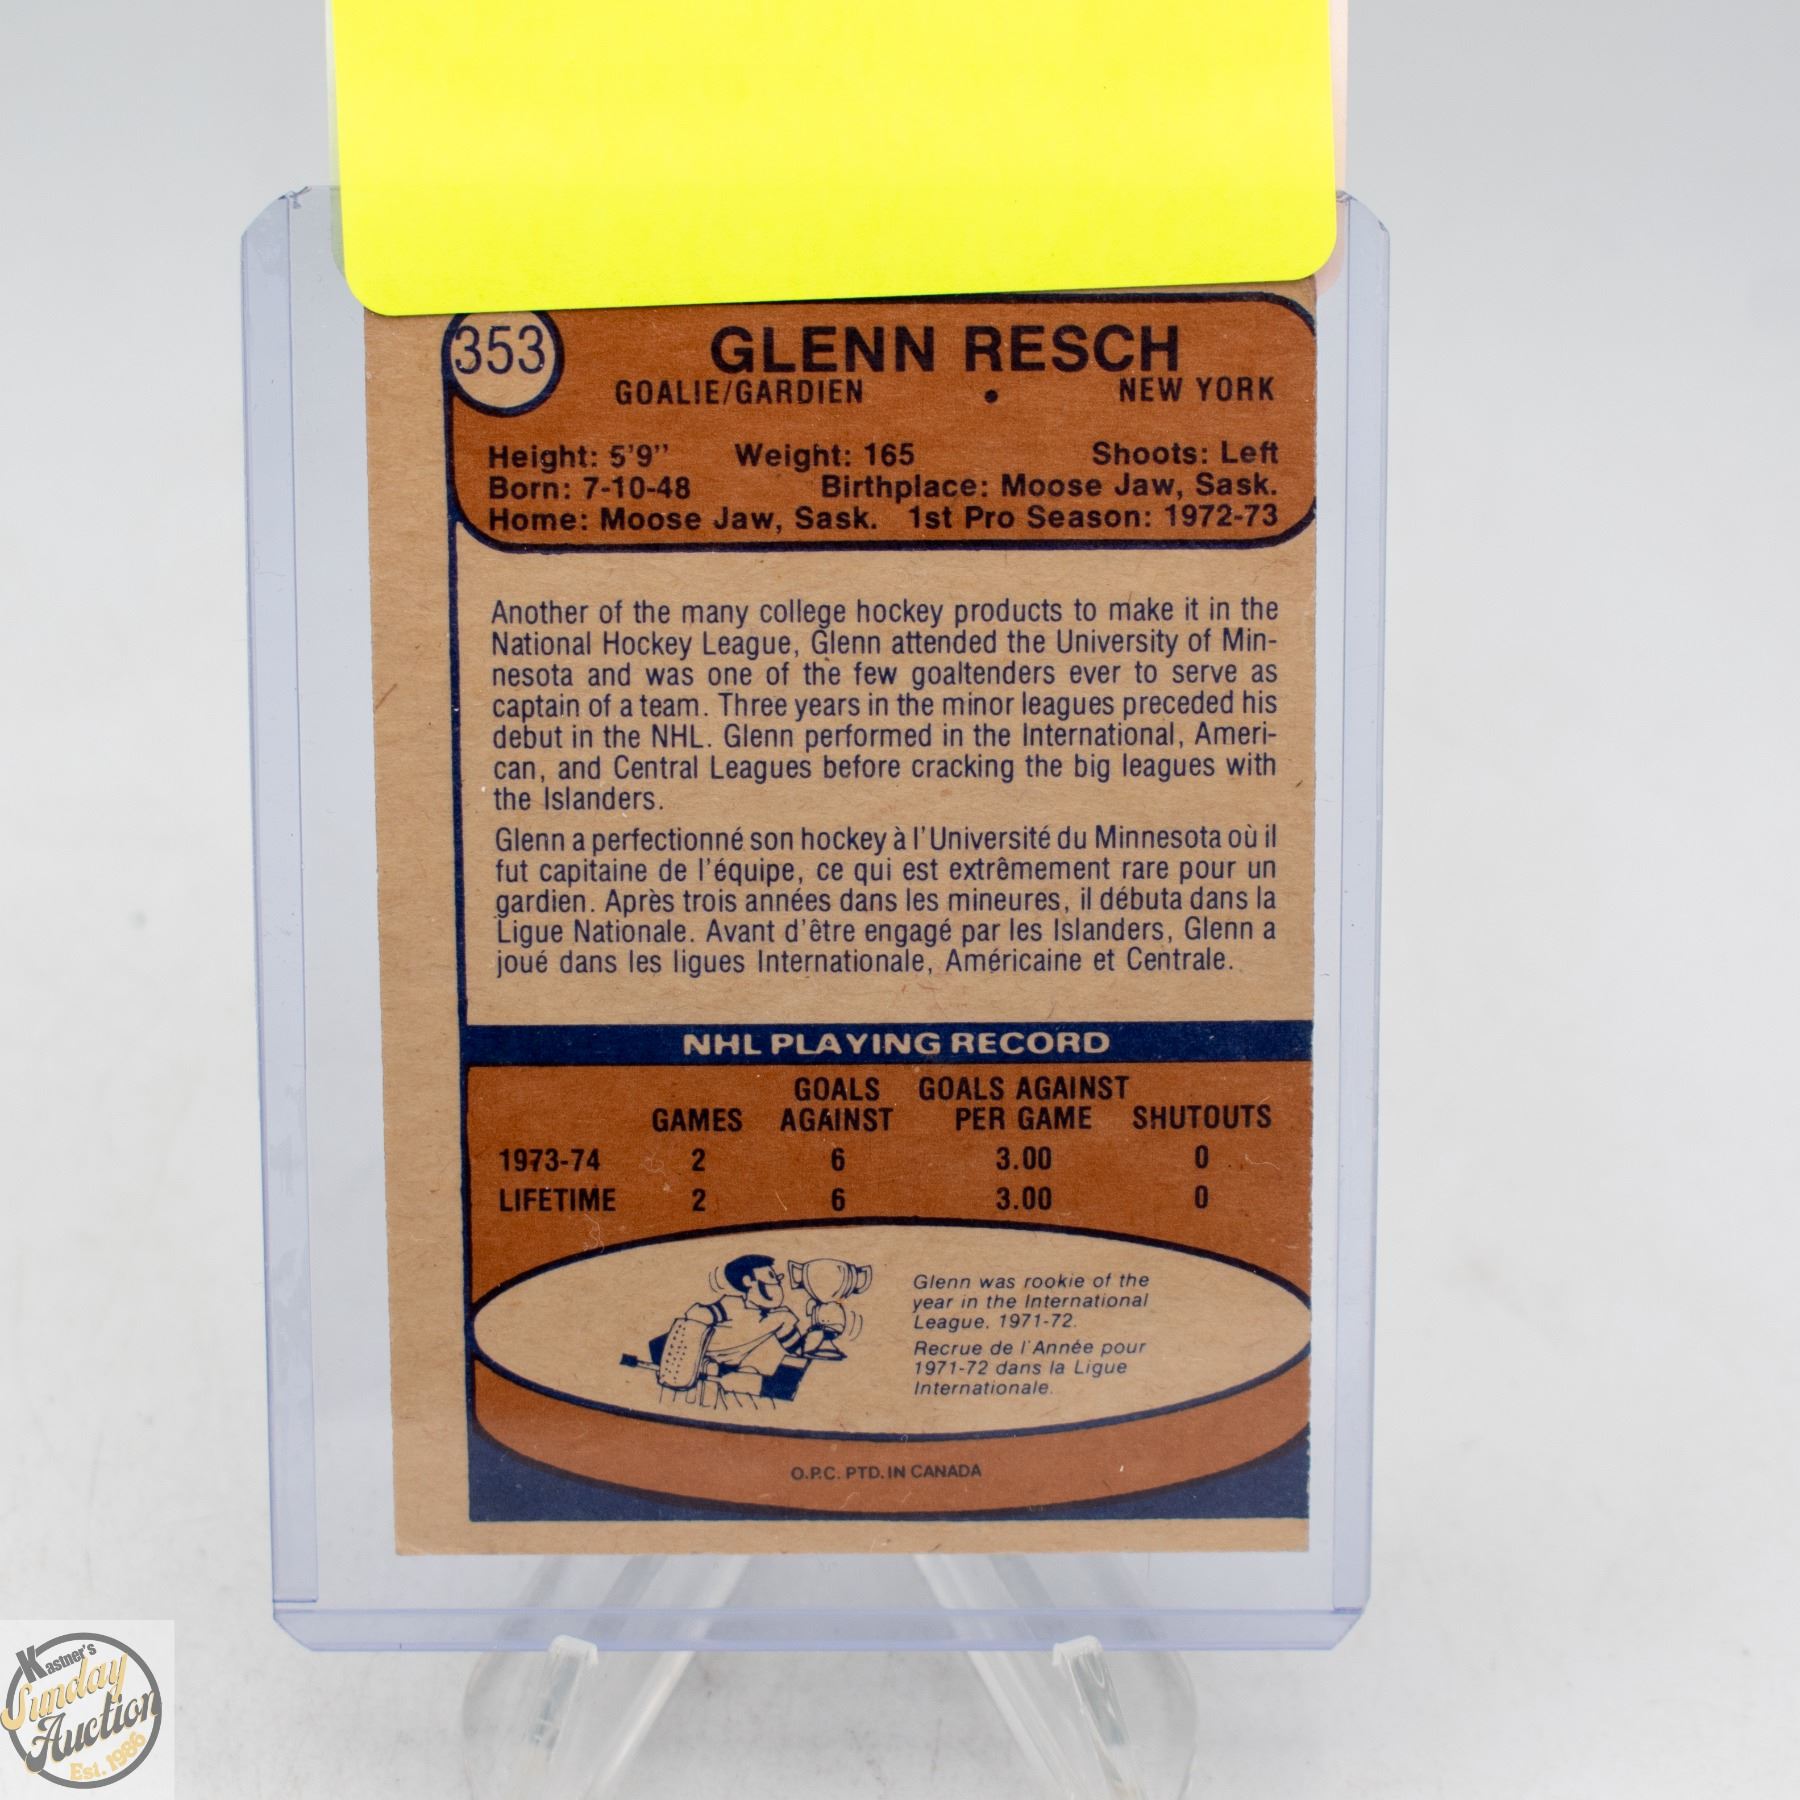 353
GLENN RESCH
GOALIE/GARDIEN • NEW YORK
Height: 5'9" Weight: 165 Shoots: Left
Born: 7-10-48 Birthplace: Moose Jaw, Sask.
Home: Moose Jaw, Sask. 1st Pro Season: 1972-73
Another of the many college hockey products to make it in the
National Hockey League, Glenn attended the University of Min-
nesota and was one of the few goaltenders ever to serve as
captain of a team. Three years in the minor leagues preceded his
debut in the NHL. Glenn performed in the International, Ameri-
can, and Central Leagues before cracking the big leagues with
the Islanders.
Glenn a perfectionné son hockey à l'Université du Minnesota où il
fut capitaine de l'équipe, ce qui est extrêmement rare pour un
gardien. Après trois années dans les mineures, il débuta dans la
Ligue Nationale. Avant d'être engagé par les Islanders, Glenn a
joué dans les ligues Internationale, Américaine et Centrale.
NHL PLAYING RECORD
GOALS GOALS AGAINST
GAMES AGAINST PER GAME SHUTOUTS
1973-74 2 6 3.00 0
LIFETIME 2 6 3.00 0
Glenn was rookie of the
year in the International
League, 1971-72.
Recrue de l'Année pour
1971-72 dans la Ligue
Internationale.
O.P.C. PTD. IN CANADA
Kastner's
Sunday
Auction
Est. 1986